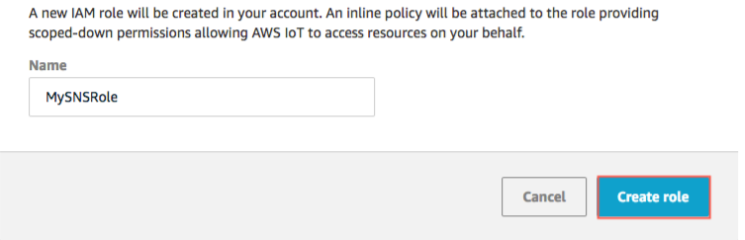 A new IAM role will be created in your account. An inline policy will be attached to the role providing
scoped-down permissions allowing AWS IoT to access resources on your behalf.
Name
MySNSRole
Cancel
Create role